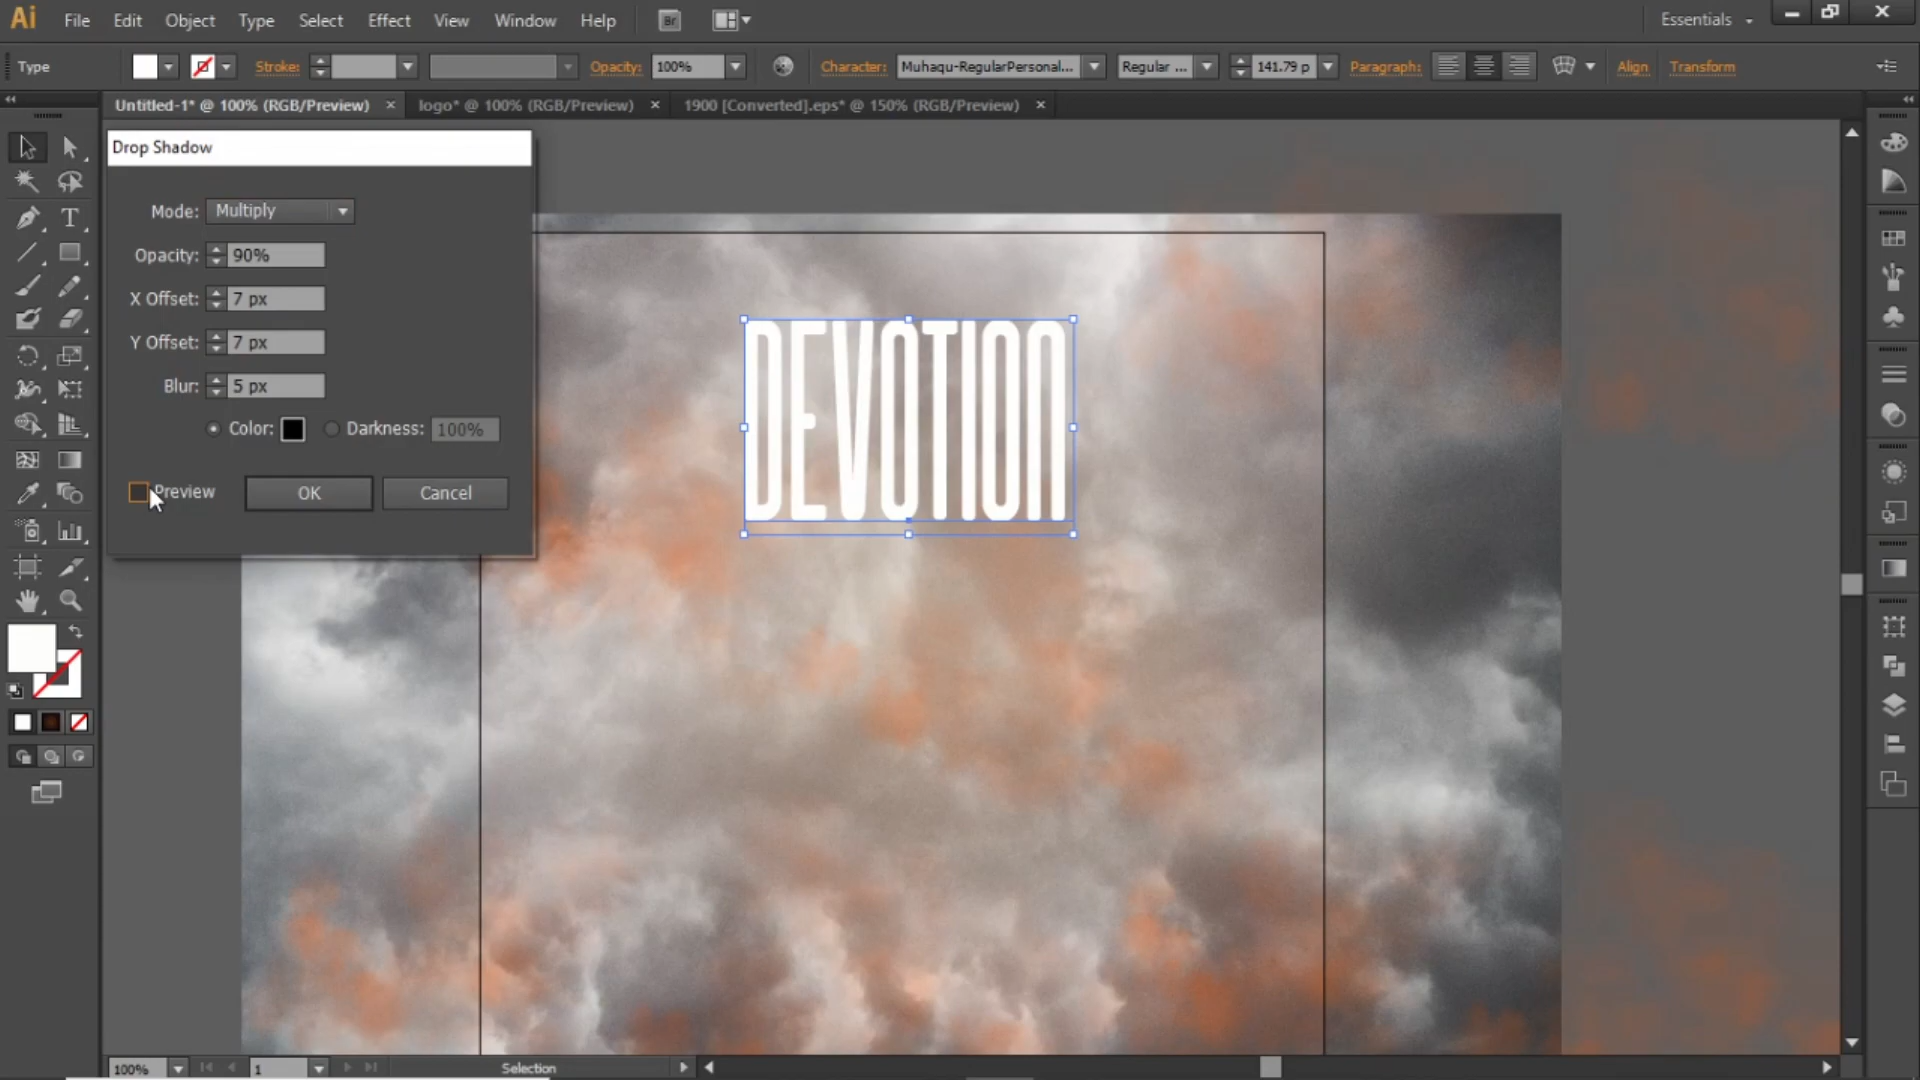 Ai File Edit Object Type Select Effect View Window Help Br Essentials
Type Stroke: Opacity: 100% Character: Muhaqu-RegularPersonal... Regular ... 141.79 p Paragraph: Align Transform
Untitled-1* @ 100% (RGB/Preview) × logo* @ 100% (RGB/Preview) × 1900 [Converted].eps* @ 150% (RGB/Preview) ×
Drop Shadow
Mode: Multiply
Opacity: 90%
X Offset: 7 px
Y Offset: 7 px
Blur: 5 px
Color: Darkness: 100%
Preview OK Cancel
DEVOTION
100% 1 Selection